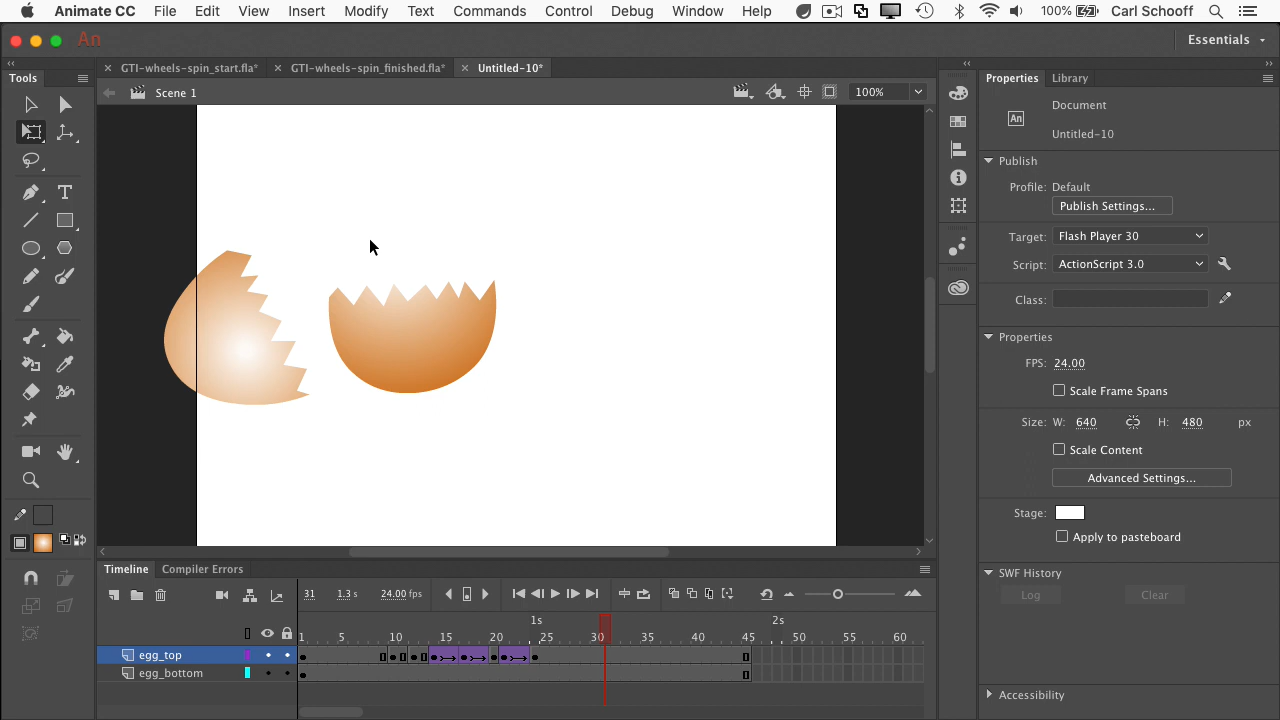 Animate CC File Edit View Insert Modify Text Commands Control Debug Window Help 100% Carl Schooff
An Essentials
Tools GTI-wheels-spin_start.fla* GTI-wheels-spin_finished.fla* Untitled-10* Properties Library
Scene 1 100%
Document
An
Untitled-10
Publish
Profile: Default
Publish Settings...
Target: Flash Player 30
Script: ActionScript 3.0
Class:
Properties
FPS: 24.00
Scale Frame Spans
Size: W: 640 H: 480 px
Scale Content
Advanced Settings...
Stage:
Apply to pasteboard
SWF History
Log Clear
Accessibility
Timeline Compiler Errors
31 1.3 s 24.00 fps
1s 2s
1 5 10 15 20 25 30 35 40 45 50 55 60
egg_top
egg_bottom